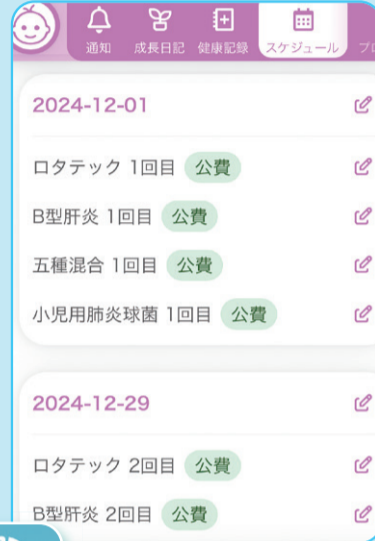 通知 成長日記 健康記録 スケジュール
2024-12-01
ロタテック 1回目 公費
B型肝炎 1回目 公費
五種混合 1回目 公費
小児用肺炎球菌 1回目 公費
2024-12-29
ロタテック 2回目 公費
B型肝炎 2回目 公費